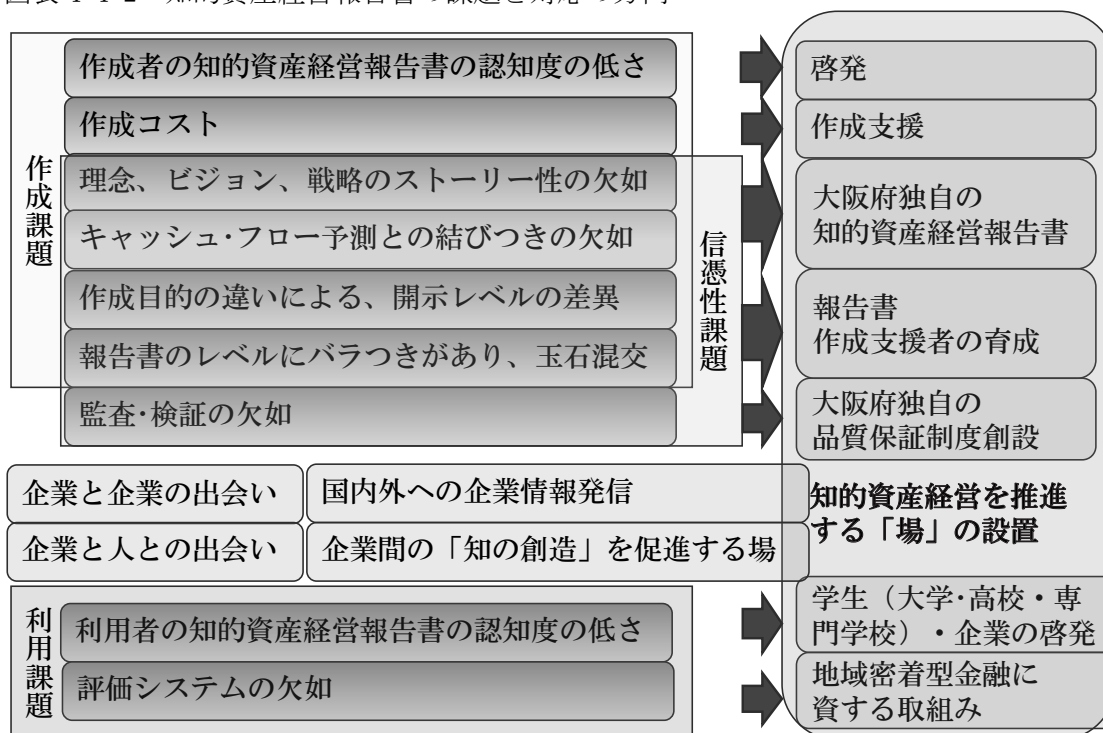 作成課題
作成者の知的資産経営報告書の認知度の低さ
作成コスト
理念、ビジョン、戦略のストーリー性の欠如
キャッシュ･フロー予測との結びつきの欠如
作成目的の違いによる、開示レベルの差異
報告書のレベルにバラつきがあり、玉石混交
監査･検証の欠如
信憑性課題
啓発
作成支援
大阪府独自の
知的資産経営報告書
報告書
作成支援者の育成
大阪府独自の
品質保証制度創設
企業と企業の出会い
国内外への企業情報発信
企業と人との出会い
企業間の「知の創造」を促進する場
知的資産経営を推進
する「場」の設置
利用課題
利用者の知的資産経営報告書の認知度の低さ
評価システムの欠如
学生（大学･高校・専
門学校）・企業の啓発
地域密着型金融に
資する取組み